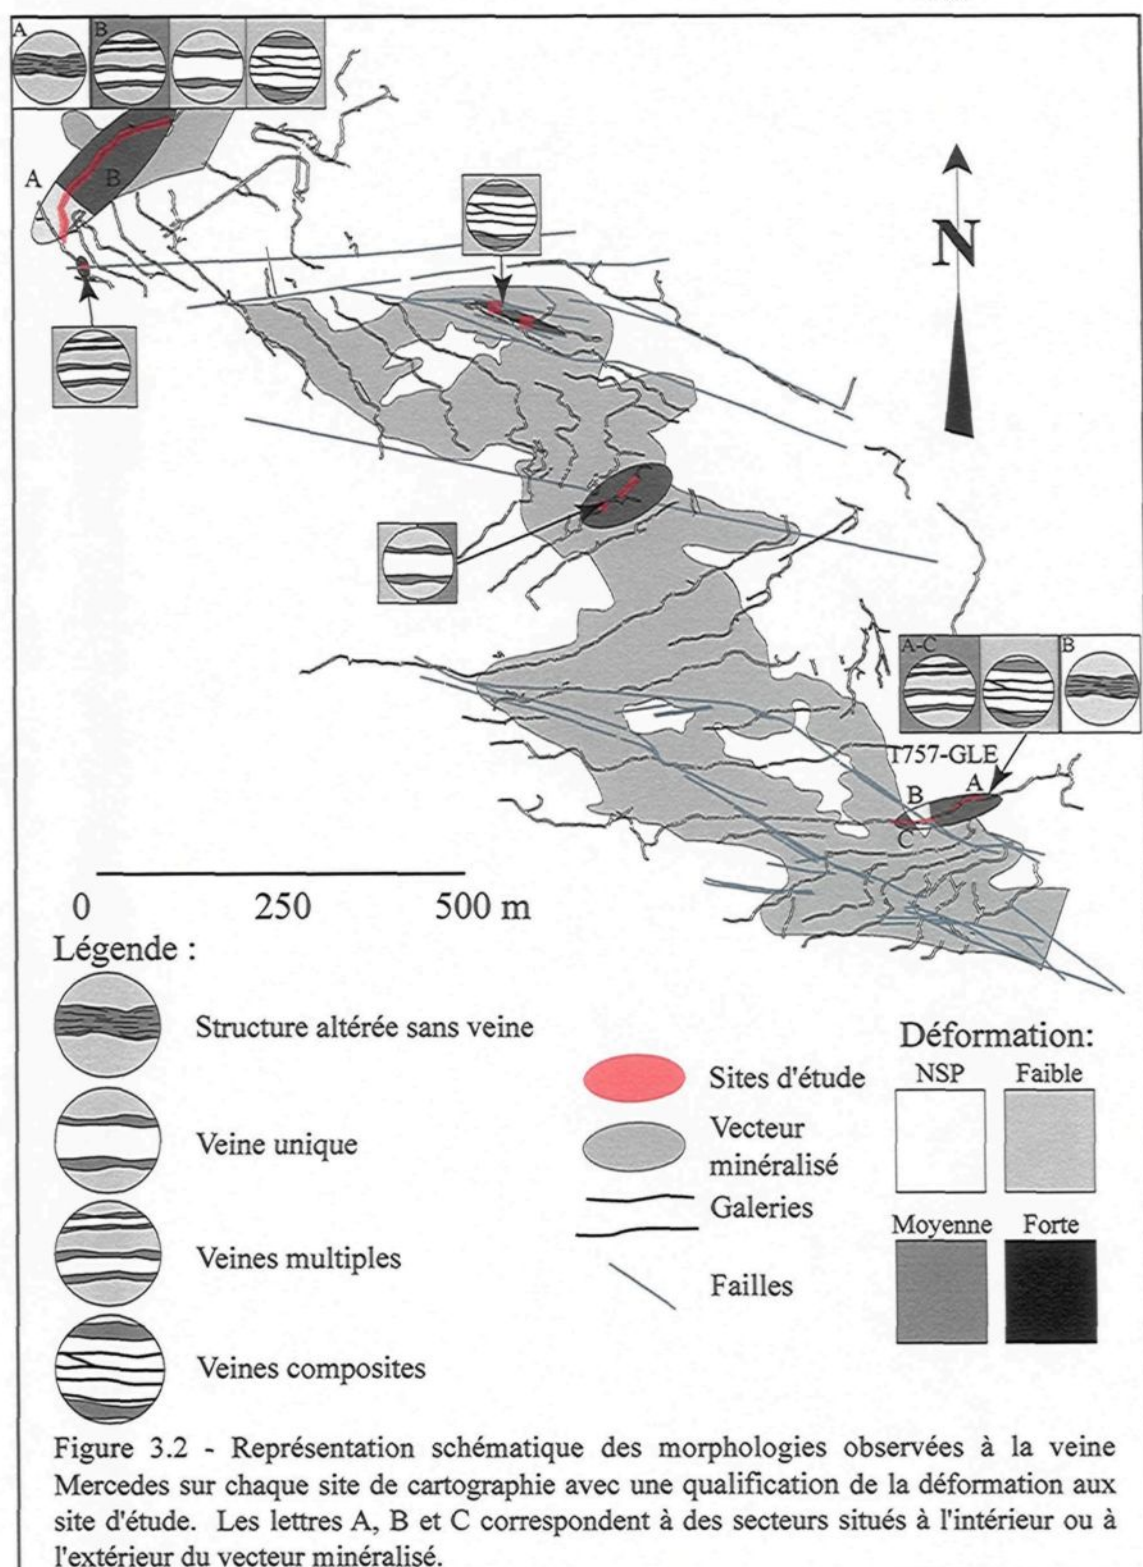 A
B
A
B
N
A-C
B
1757-GLE
B
A
C
0 250 500 m
Légende :
Structure altérée sans veine
Veine unique
Veines multiples
Veines composites
Sites d'étude
Vecteur
minéralisé
Galeries
Failles
Déformation:
NSP Faible
Moyenne Forte
Figure 3.2 - Représentation schématique des morphologies observées à la veine
Mercedes sur chaque site de cartographie avec une qualification de la déformation aux
site d'étude. Les lettres A, B et C correspondent à des secteurs situés à l'intérieur ou à
l'extérieur du vecteur minéralisé.